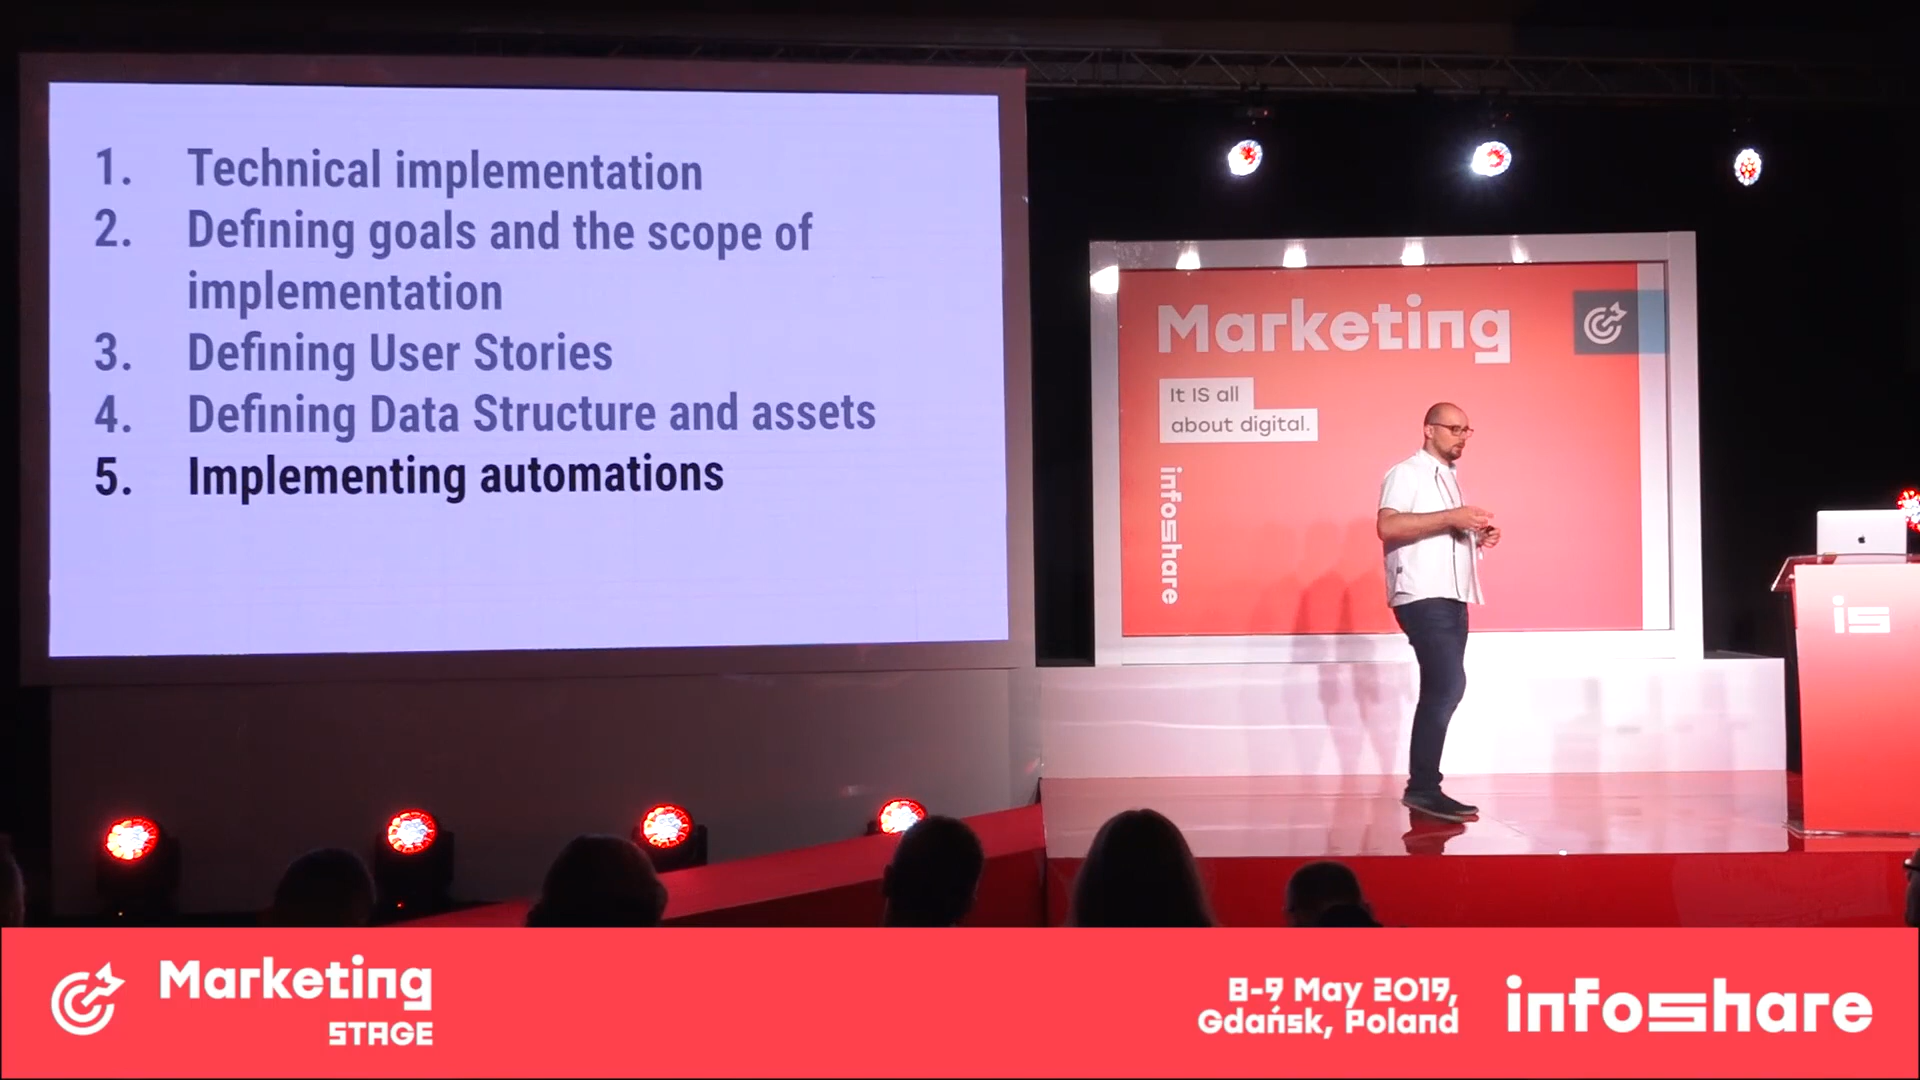 1. Technical implementation
2. Defining goals and the scope of
implementation
3. Defining User Stories
4. Defining Data Structure and assets
5. Implementing automations
Marketing
It IS all
about digital.
infoshare
is
Marketing
STAGE
8-9 May 2019,
Gdańsk, Poland
infoshare